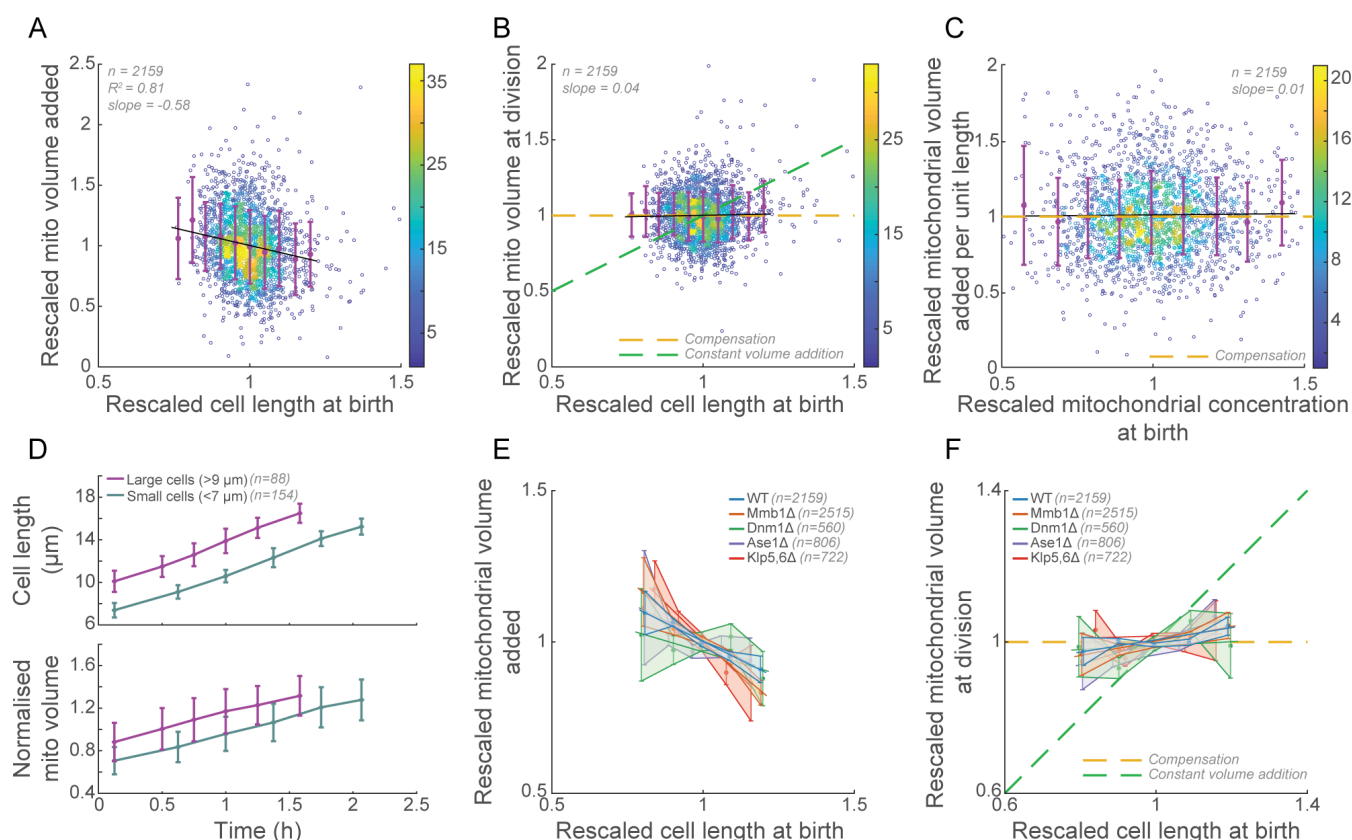 A
Rescaled mito volume added
2.5
2
1.5
1
0.5
0
n = 2159
R² = 0.81
slope = -0.58
35
25
15
5
0.5
1
1.5
Rescaled cell length at birth
B
Rescaled mito volume at division
2
1.5
1
0.5
0
n = 2159
slope = 0.04
Compensation
Constant volume addition
25
15
5
0.5
1
1.5
Rescaled cell length at birth
C
Rescaled mitochondrial volume
added per unit length
2
1.5
1
0.5
0
n = 2159
slope= 0.01
Compensation
20
16
12
8
4
0.5
1
1.5
Rescaled mitochondrial concentration
at birth
D
Cell length
(µm)
18
14
10
6
Large cells (>9 µm) (n=88)
Small cells (<7 µm) (n=154)
Normalised
mito volume
1.8
1.6
1.2
0.8
0.4
0
0.5
1
1.5
2
Time (h)
E
Rescaled mitochondrial volume
added
1.5
1
0.5
WT (n=2159)
Mmb1Δ (n=2515)
Dnm1Δ (n=560)
Ase1Δ (n=806)
Klp5,6Δ (n=722)
0.5
1
1.5
Rescaled cell length at birth
F
Rescaled mitochondrial volume
at division
1.4
1
0.6
WT (n=2159)
Mmb1Δ (n=2515)
Dnm1Δ (n=560)
Ase1Δ (n=806)
Klp5,6Δ (n=722)
Compensation
Constant volume addition
0.6
1
1.4
Rescaled cell length at birth